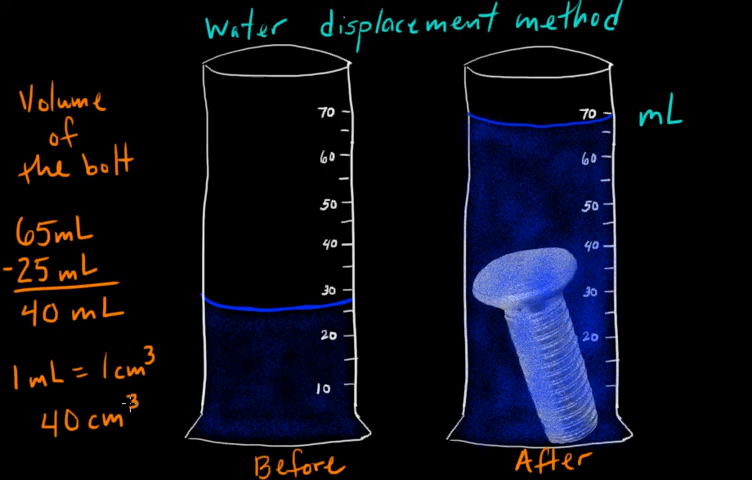 Water displacement method
Volume
of
the bolt
65mL
-25 mL
40 mL
1 mL = 1 cm³
40 cm³
70
60
50
40
30
20
10
Before
70
60
50
40
30
20
mL
After